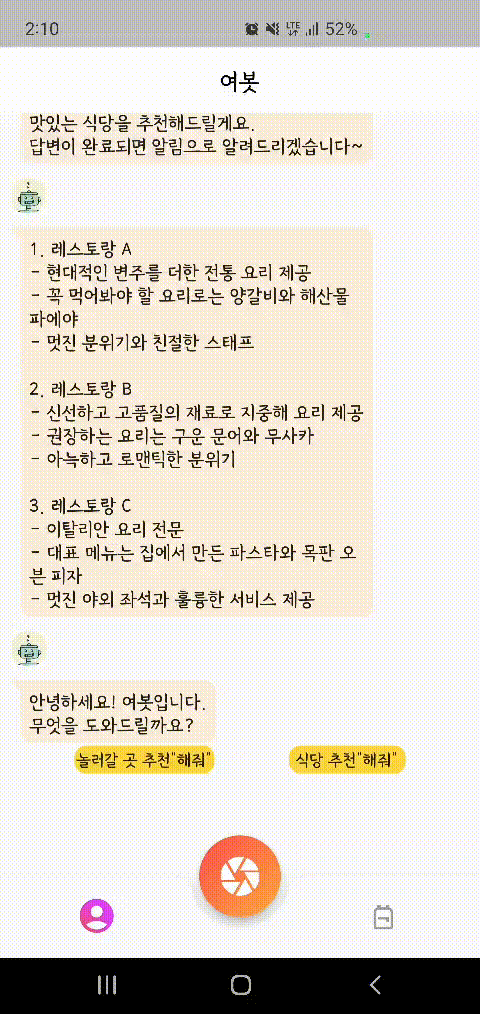 2:10 LTE 52%
여봇
맛있는 식당을 추천해드릴게요.
답변이 완료되면 알림으로 알려드리겠습니다~
1. 레스토랑 A
- 현대적인 변주를 더한 전통 요리 제공
- 꼭 먹어봐야 할 요리로는 양갈비와 해산물
파에야
- 멋진 분위기와 친절한 스태프
2. 레스토랑 B
- 신선하고 고품질의 재료로 지중해 요리 제공
- 권장하는 요리는 구운 문어와 무사카
- 아늑하고 로맨틱한 분위기
3. 레스토랑 C
- 이탈리안 요리 전문
- 대표 메뉴는 집에서 만든 파스타와 목판 오
븐 피자
- 멋진 야외 좌석과 훌륭한 서비스 제공
안녕하세요! 여봇입니다.
무엇을 도와드릴까요?
놀러갈 곳 추천"해줘" 식당 추천"해줘"